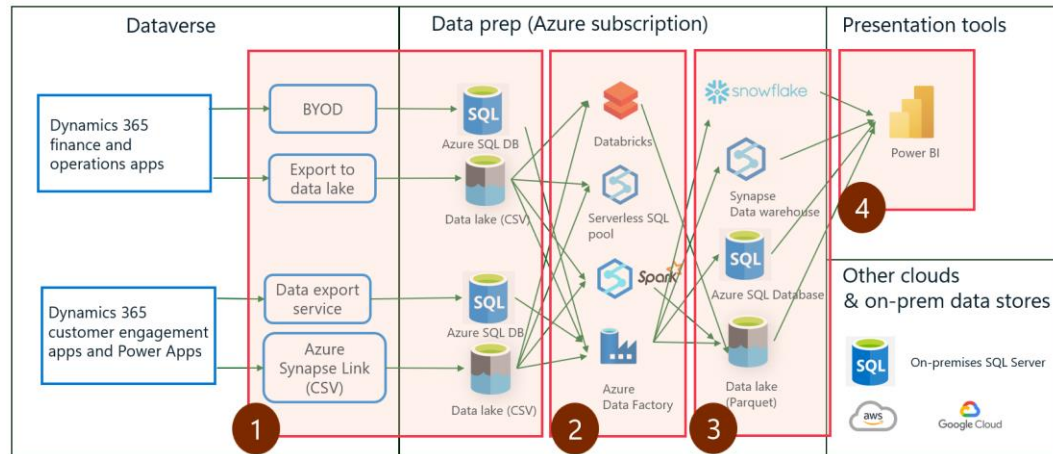 Dataverse
Data prep (Azure subscription)
Presentation tools
Dynamics 365
finance and
operations apps
BYOD
Export to
data lake
Dynamics 365
customer engagement
apps and Power Apps
Data export
service
Azure
Synapse Link
(CSV)
1
SQL
Azure SQL DB
Data lake (CSV)
SQL
Azure SQL DB
Data lake (CSV)
2
Databricks
Serverless SQL
pool
Spark
Azure
Data Factory
3
snowflake
Synapse
Data warehouse
SQL
Azure SQL Database
Data lake
(Parquet)
4
Power BI
Other clouds
& on-prem data stores
SQL
On-premises SQL Server
aws
Google Cloud